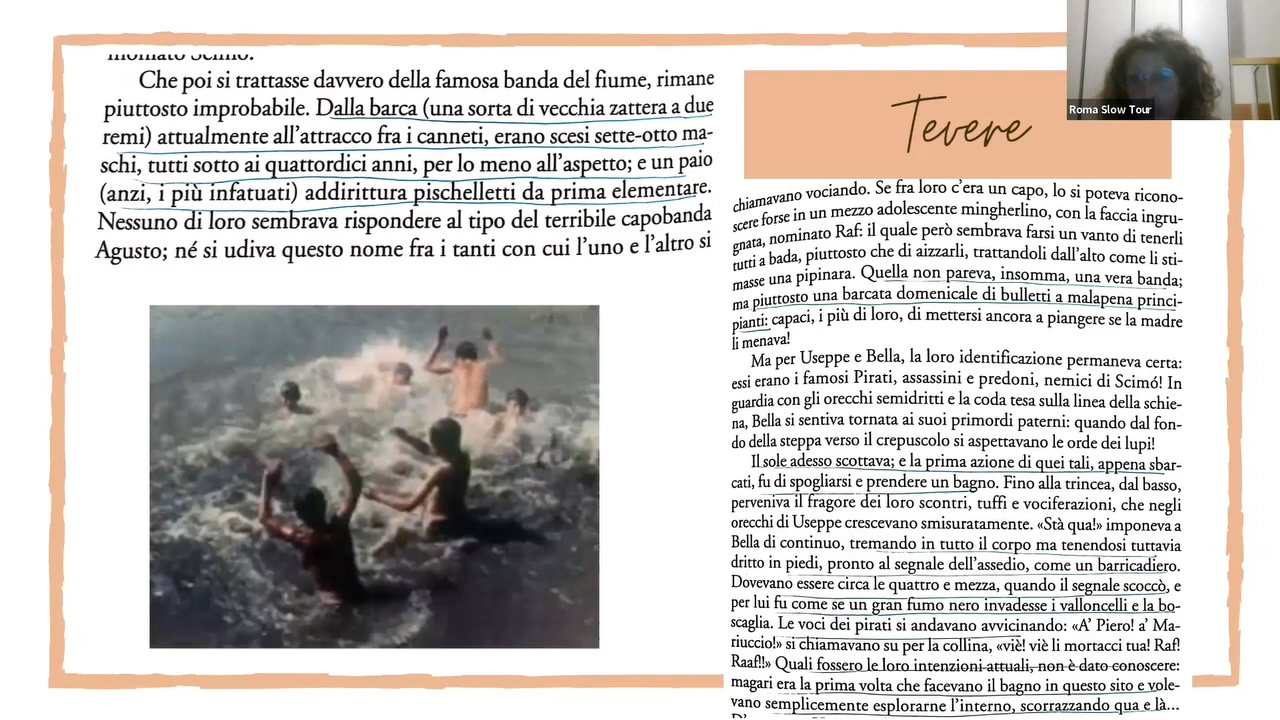 moniato Scimó.
Che poi si trattasse davvero della famosa banda del fiume, rimane
piuttosto improbabile. Dalla barca (una sorta di vecchia zattera a due
remi) attualmente all'attracco fra i canneti, erano scesi sette-otto ma-
schi, tutti sotto ai quattordici anni, per lo meno all'aspetto; e un paio
(anzi, i più infatuati) addirittura pischelletti da prima elementare.
Nessuno di loro sembrava rispondere al tipo del terribile capobanda
Agusto; né si udiva questo nome fra i tanti con cui l'uno e l'altro si
Tevere
Roma Slow Tour
chiamavano vociando. Se fra loro c'era un capo, lo si poteva ricono-
scere forse in un mezzo adolescente mingherlino, con la faccia ingru-
gnata, nominato Raf: il quale però sembrava farsi un vanto di tenerli
tutti a bada, piuttosto che di aizzarli, trattandoli dall'alto come li sti-
masse una pipinara. Quella non pareva, insomma, una vera banda;
ma piuttosto una barcata domenicale di bulletti a malapena princi-
pianti: capaci, i più di loro, di mettersi ancora a piangere se la madre
li menava!
Ma per Useppe e Bella, la loro identificazione permaneva certa:
essi erano i famosi Pirati, assassini e predoni, nemici di Scimó! In
guardia con gli orecchi semidritti e la coda tesa sulla linea della schie-
na, Bella si sentiva tornata ai suoi primordi paterni: quando dal fon-
do della steppa verso il crepuscolo si aspettavano le orde dei lupi!
Il sole adesso scottava; e la prima azione di quei tali, appena sbar-
cati, fu di spogliarsi e prendere un bagno. Fino alla trincea, dal basso,
perveniva il fragore dei loro scontri, tuffi e vociferazioni, che negli
orecchi di Useppe crescevano smisuratamente. «Stà qua!» imponeva a
Bella di continuo, tremando in tutto il corpo ma tenendosi tuttavia
dritto in piedi, pronto al segnale dell'assedio, come un barricadiero.
Dovevano essere circa le quattro e mezza, quando il segnale scoccò, e
per lui fu come se un gran fumo nero invadesse i valloncelli e la bo-
scaglia. Le voci dei pirati si andavano avvicinando: «A' Piero! a' Ma-
riuccio!» si chiamavano su per la collina, «viè! viè li mortacci tua! Raf!
Raaf!!» Quali fossero le loro intenzioni attuali, non è dato conoscere:
magari era la prima volta che facevano il bagno in questo sito e vole-
vano semplicemente esplorarne l'interno, scorrazzando qua e là...